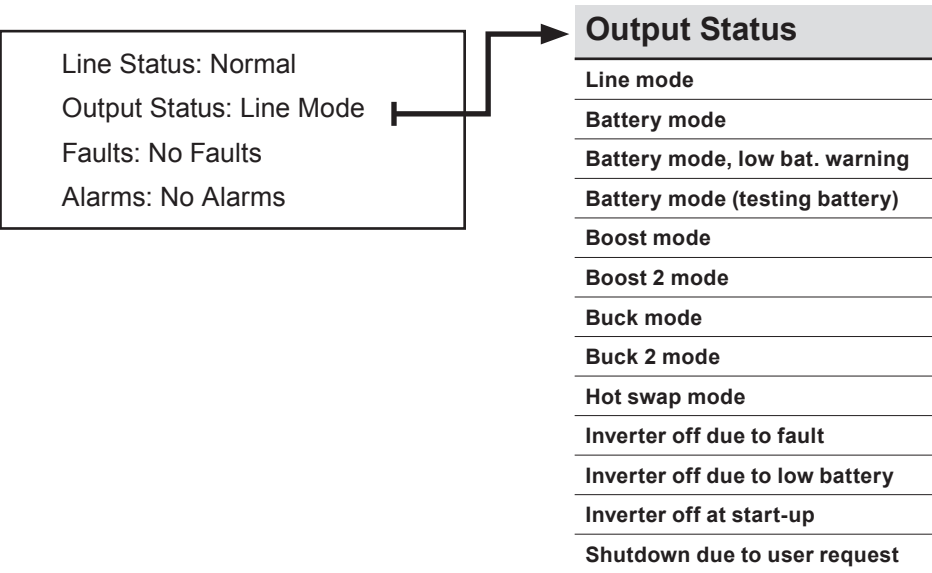 Line Status: Normal
Output Status: Line Mode
Faults: No Faults
Alarms: No Alarms
Output Status
Line mode
Battery mode
Battery mode, low bat. warning
Battery mode (testing battery)
Boost mode
Boost 2 mode
Buck mode
Buck 2 mode
Hot swap mode
Inverter off due to fault
Inverter off due to low battery
Inverter off at start-up
Shutdown due to user request